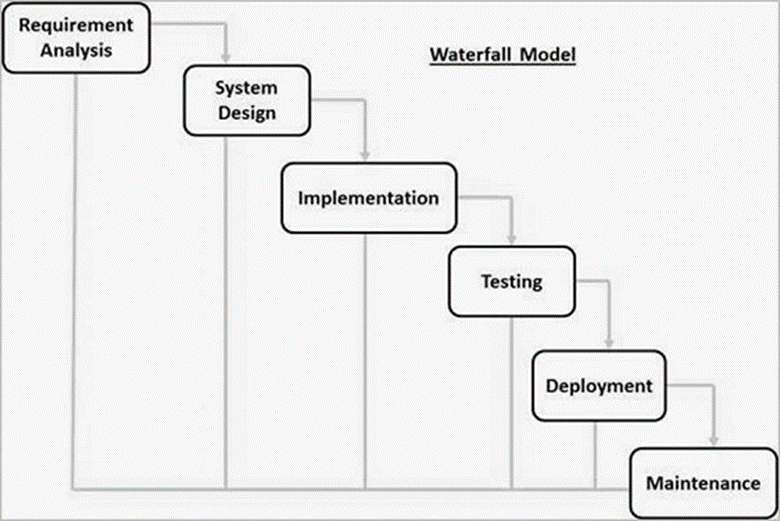 Requirement
Analysis
Waterfall Model
System
Design
Implementation
Testing
Deployment
Maintenance